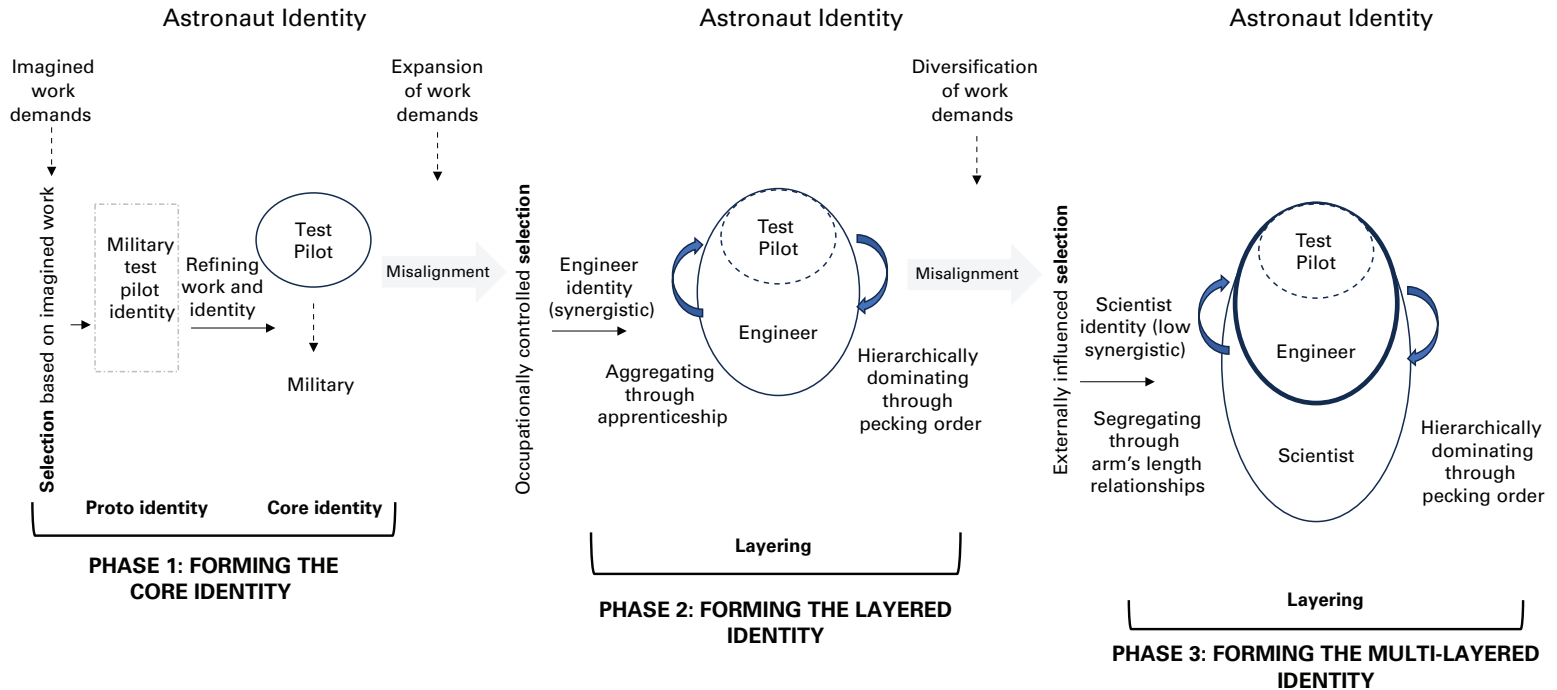 Astronaut Identity
Imagined
work
demands
Selection based on imagined work
Military
test
pilot
identity
Refining
work and
identity
Test
Pilot
Military
Proto identity
Core identity
PHASE 1: FORMING THE
CORE IDENTITY
Expansion
of work
demands
Misalignment
Astronaut Identity
Occupationally controlled selection
Engineer
identity
(synergistic)
Aggregating
through
apprenticeship
Test
Pilot
Engineer
Hierarchically
dominating
through
pecking order
Layering
PHASE 2: FORMING THE LAYERED
IDENTITY
Diversification
of work
demands
Misalignment
Astronaut Identity
Externally influenced selection
Scientist
identity (low
synergistic)
Segregating
through
arm's length
relationships
Test
Pilot
Engineer
Scientist
Hierarchically
dominating
through
pecking order
Layering
PHASE 3: FORMING THE MULTI-LAYERED
IDENTITY